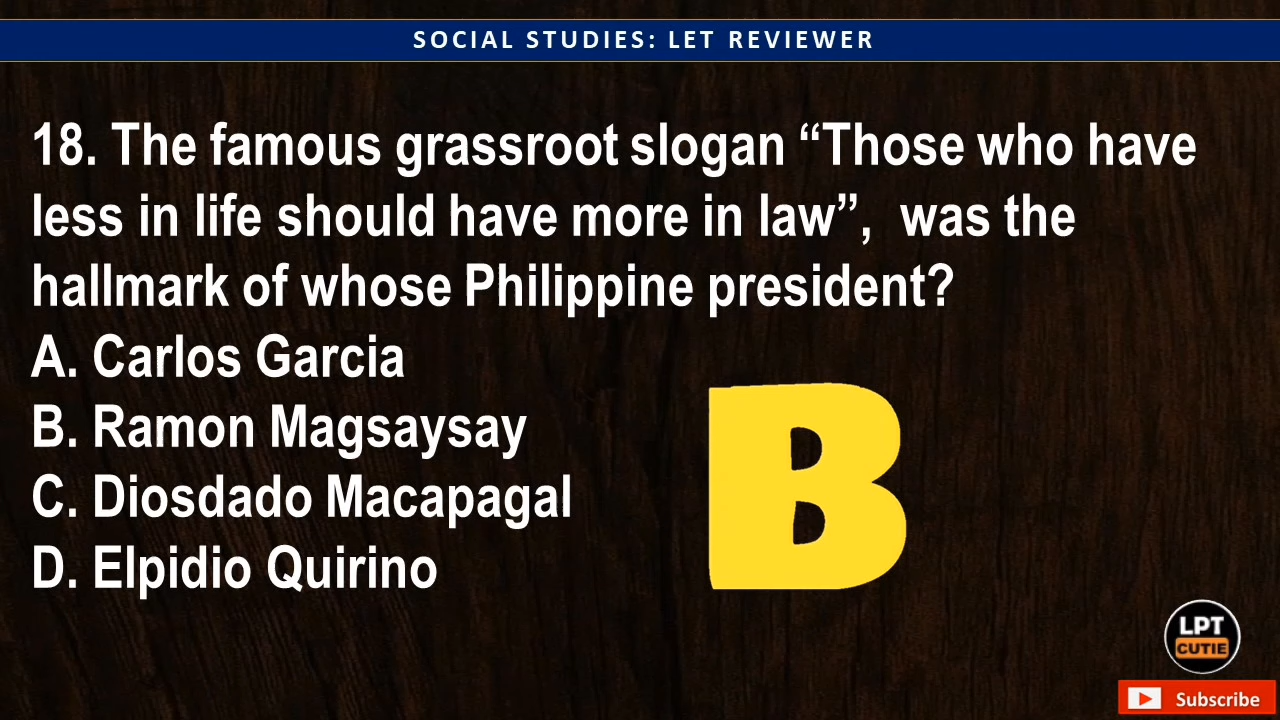 SOCIAL STUDIES: LET REVIEWER
18. The famous grassroot slogan “Those who have
less in life should have more in law”,  was the
hallmark of whose Philippine president?
A. Carlos Garcia
B. Ramon Magsaysay
C. Diosdado Macapagal
D. Elpidio Quirino
B
LPT
CUTIE
Subscribe